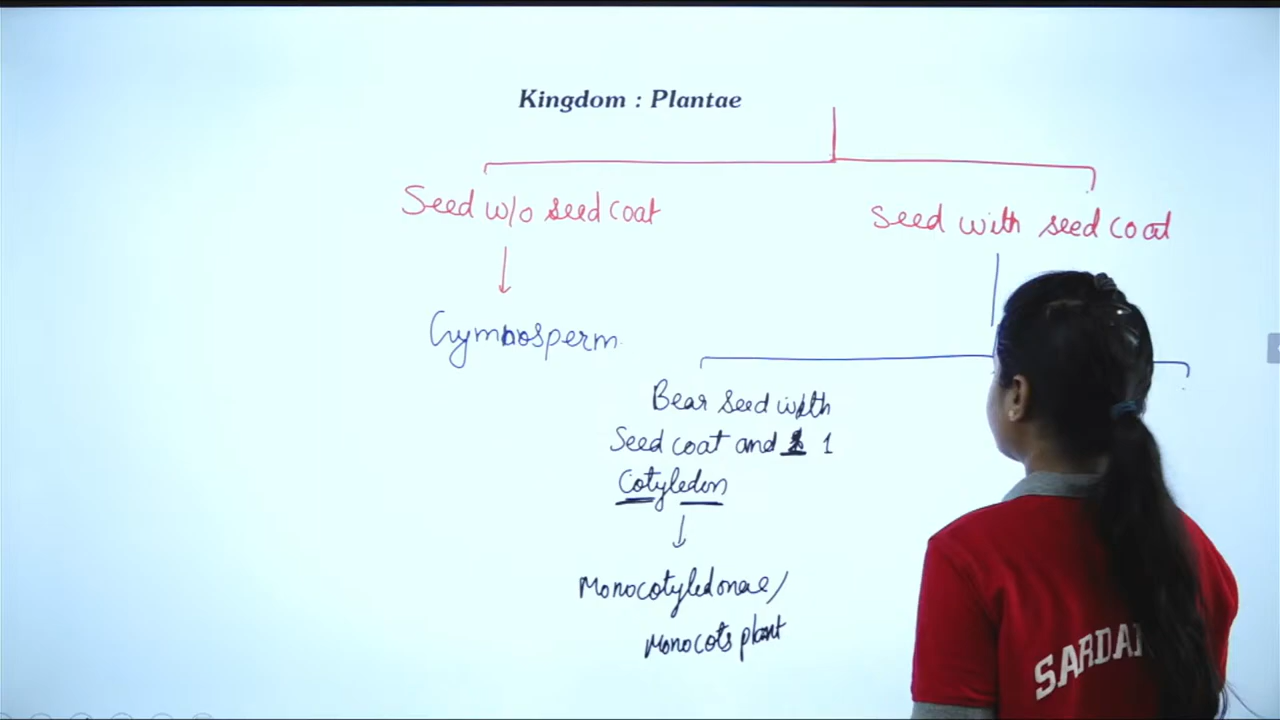 Kingdom : Plantae
Seed w/o seed coat
Seed with seed coat
Gymnosperm
Bear seed with
Seed coat and 1
Cotyledon
Monocotyledonae/
Monocots plant
SARDA